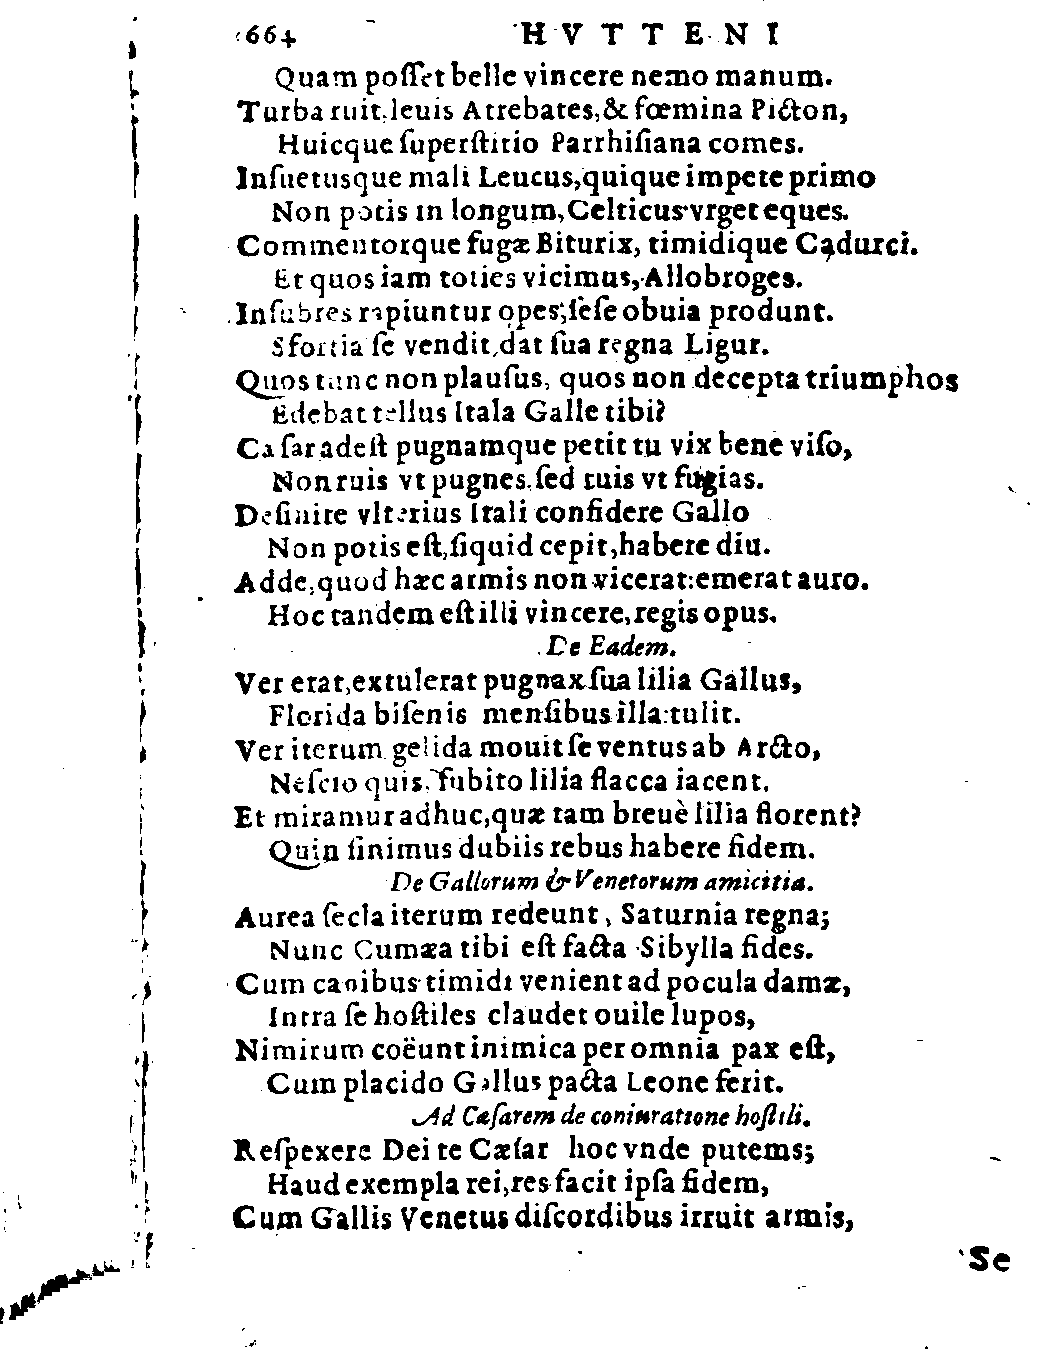 664 HVTTENI
Quam poſſet belle vincere nemo manum.
Turba ruit, leuis Atrebates, & fœmina Picton,
Huicque ſuperſtitio Parrhiſiana comes.
Inſuetusque mali Leucus, quique impete primo
Non potis in longum, Celticus vrget eques.
Commentorque fugæ Biturix, timidique Cadurci.
Et quos iam toties vicimus, Allobroges.
Inſubres rapiuntur opes, ſeſe obuia produnt.
Sfortia ſe vendit, dat ſua regna Ligur.
Quos tunc non plauſus, quos non decepta triumphos
Edebat tellus Itala Galle tibi?
Cæſar adeſt pugnamque petit tu vix bene viſo,
Non ruis vt pugnes, ſed ruis vt fugias.
Deſinite vlterius Itali confidere Gallo
Non potis eſt, ſiquid cepit, habere diu.
Adde, quod hæc armis non vicerat: emerat auro.
Hoc tandem eſt illi vincere, regis opus.
De Eadem.
Ver erat, extulerat pugnax ſua lilia Gallus,
Florida biſenis menſibus illa tulit.
Ver iterum gelida mouit ſe ventus ab Arcto,
Neſcio quis, ſubito lilia flacca iacent.
Et miramur adhuc, quæ tam breuè lilia florent?
Quin ſinimus dubiis rebus habere fidem.
De Gallorum & Venetorum amicitia.
Aurea ſecla iterum redeunt, Saturnia regna;
Nunc Cumæa tibi eſt facta Sibylla fides.
Cum canibus timidi venient ad pocula damæ,
Intra ſe hoſtiles claudet ouile lupos,
Nimirum coëunt inimica per omnia pax eſt,
Cum placido Gallus pacta Leone ferit.
Ad Cæſarem de coniuratione hoſtili.
Reſpexere Dei te Cæſar hoc vnde putems;
Haud exempla rei, res facit ipſa fidem,
Cum Gallis Venetus diſcordibus irruit armis,
Se